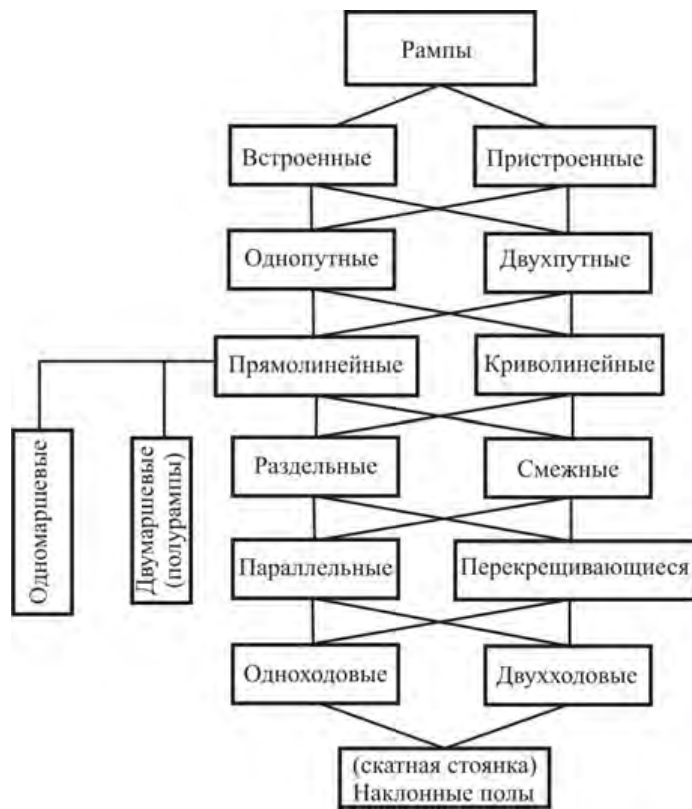 Рампы
Встроенные
Пристроенные
Однопутные
Двухпутные
Прямолинейные
Криволинейные
Одномаршевые
Двумаршевые
(полурампы)
Раздельные
Смежные
Параллельные
Перекрещивающиеся
Одноходовые
Двухходовые
(скатная стоянка)
Наклонные полы